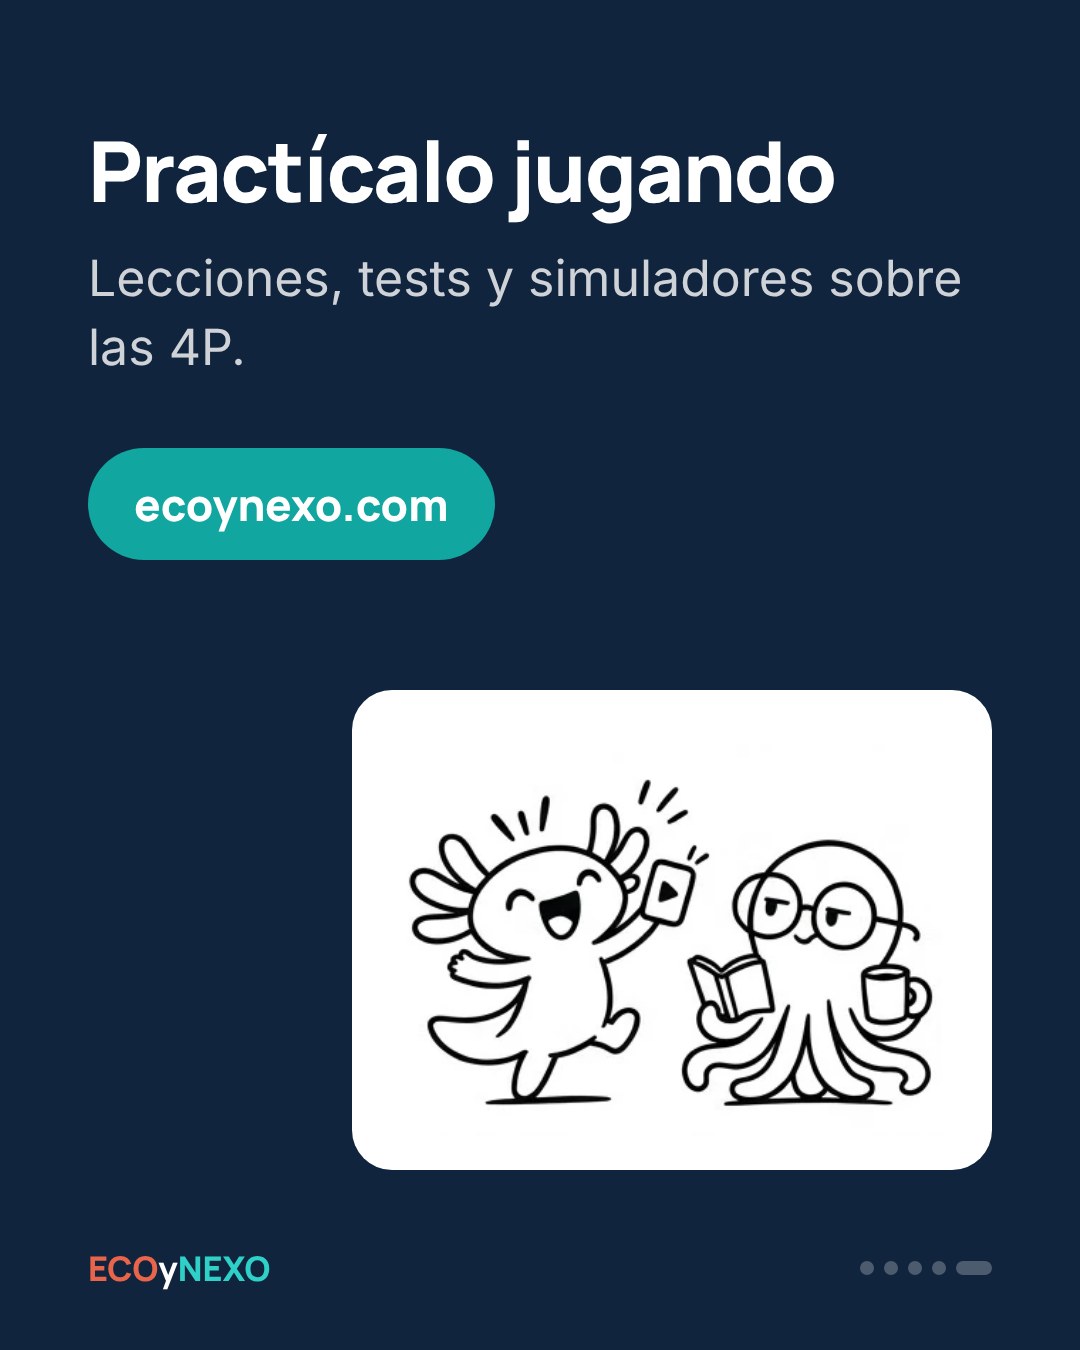 Practícalo jugando
Lecciones, tests y simuladores sobre
las 4P.
ecoynexo.com
ECOyNEXO